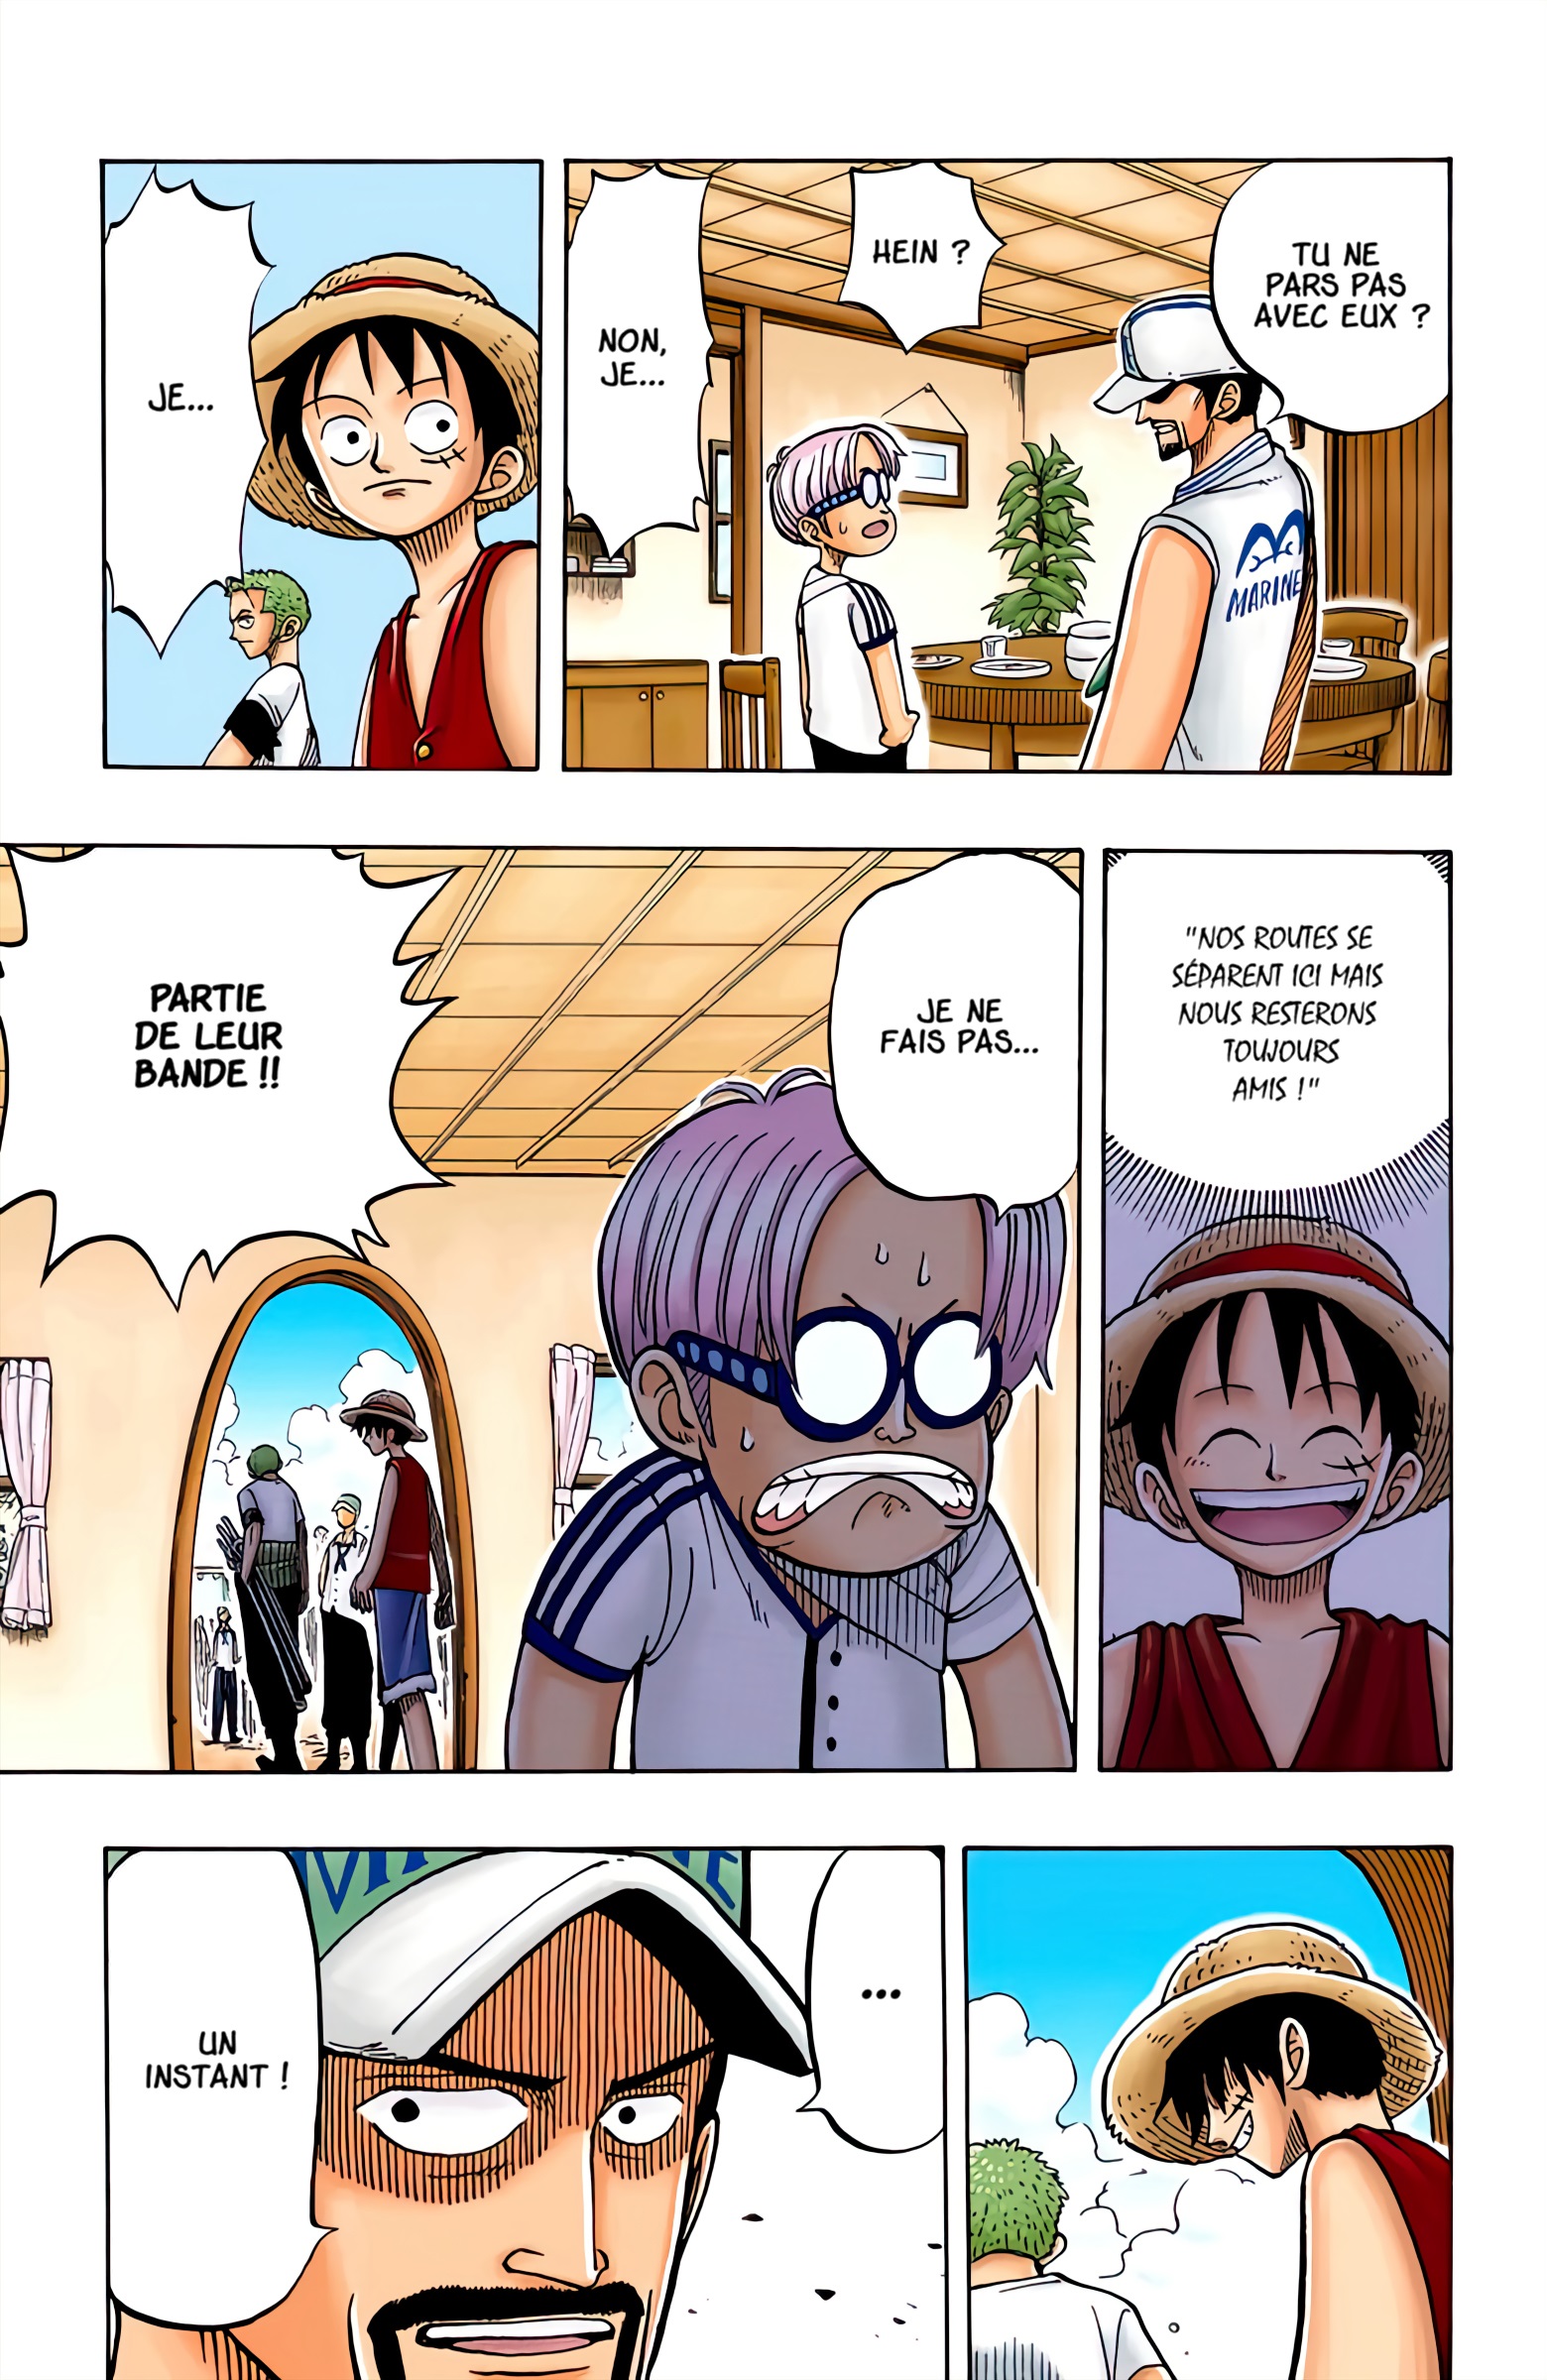 TU NE
PARS PAS
AVEC EUX ?
HEIN ?
MARINE
NON,
JE...
JE...
"NOS ROUTES SE
SÉPARENT ICI MAIS
NOUS RESTERONS
TOUJOURS
AMIS !"
JE NE
FAIS PAS...
PARTIE
DE LEUR
BANDE !!
...
UN
INSTANT !